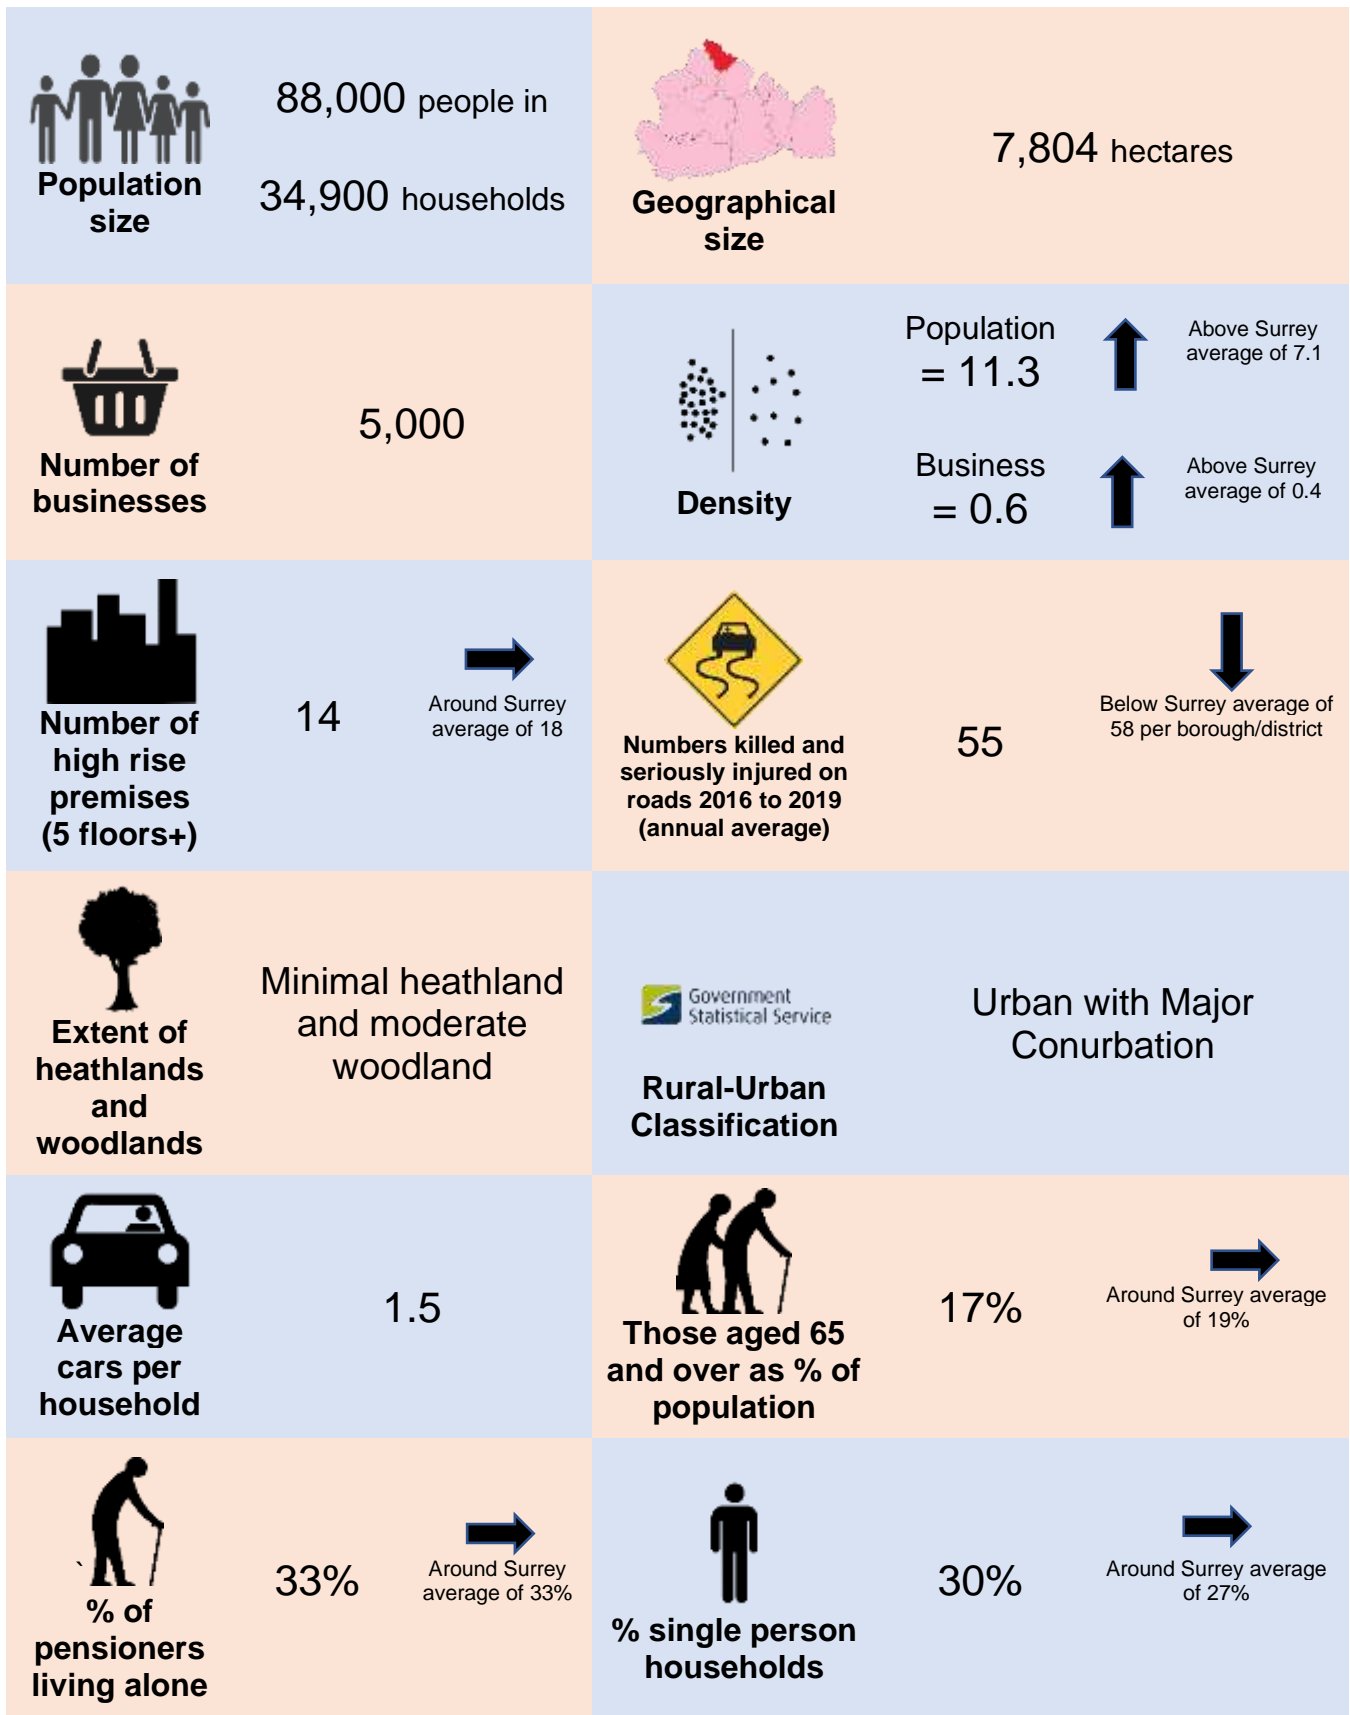 88,000 people in
34,900 households
Population
size
7,804 hectares
Geographical
size
5,000
Number of
businesses
Population
= 11.3
Above Surrey
average of 7.1
Business
= 0.6
Above Surrey
average of 0.4
Density
14
Around Surrey
average of 18
Number of
high rise
premises
(5 floors+)
55
Below Surrey average of
58 per borough/district
Numbers killed and
seriously injured on
roads 2016 to 2019
(annual average)
Minimal heathland
and moderate
woodland
Extent of
heathlands
and
woodlands
Government
Statistical Service
Urban with Major
Conurbation
Rural-Urban
Classification
1.5
Average
cars per
household
17%
Around Surrey average
of 19%
Those aged 65
and over as % of
population
33%
Around Surrey
average of 33%
`
% of
pensioners
living alone
30%
Around Surrey average
of 27%
% single person
households